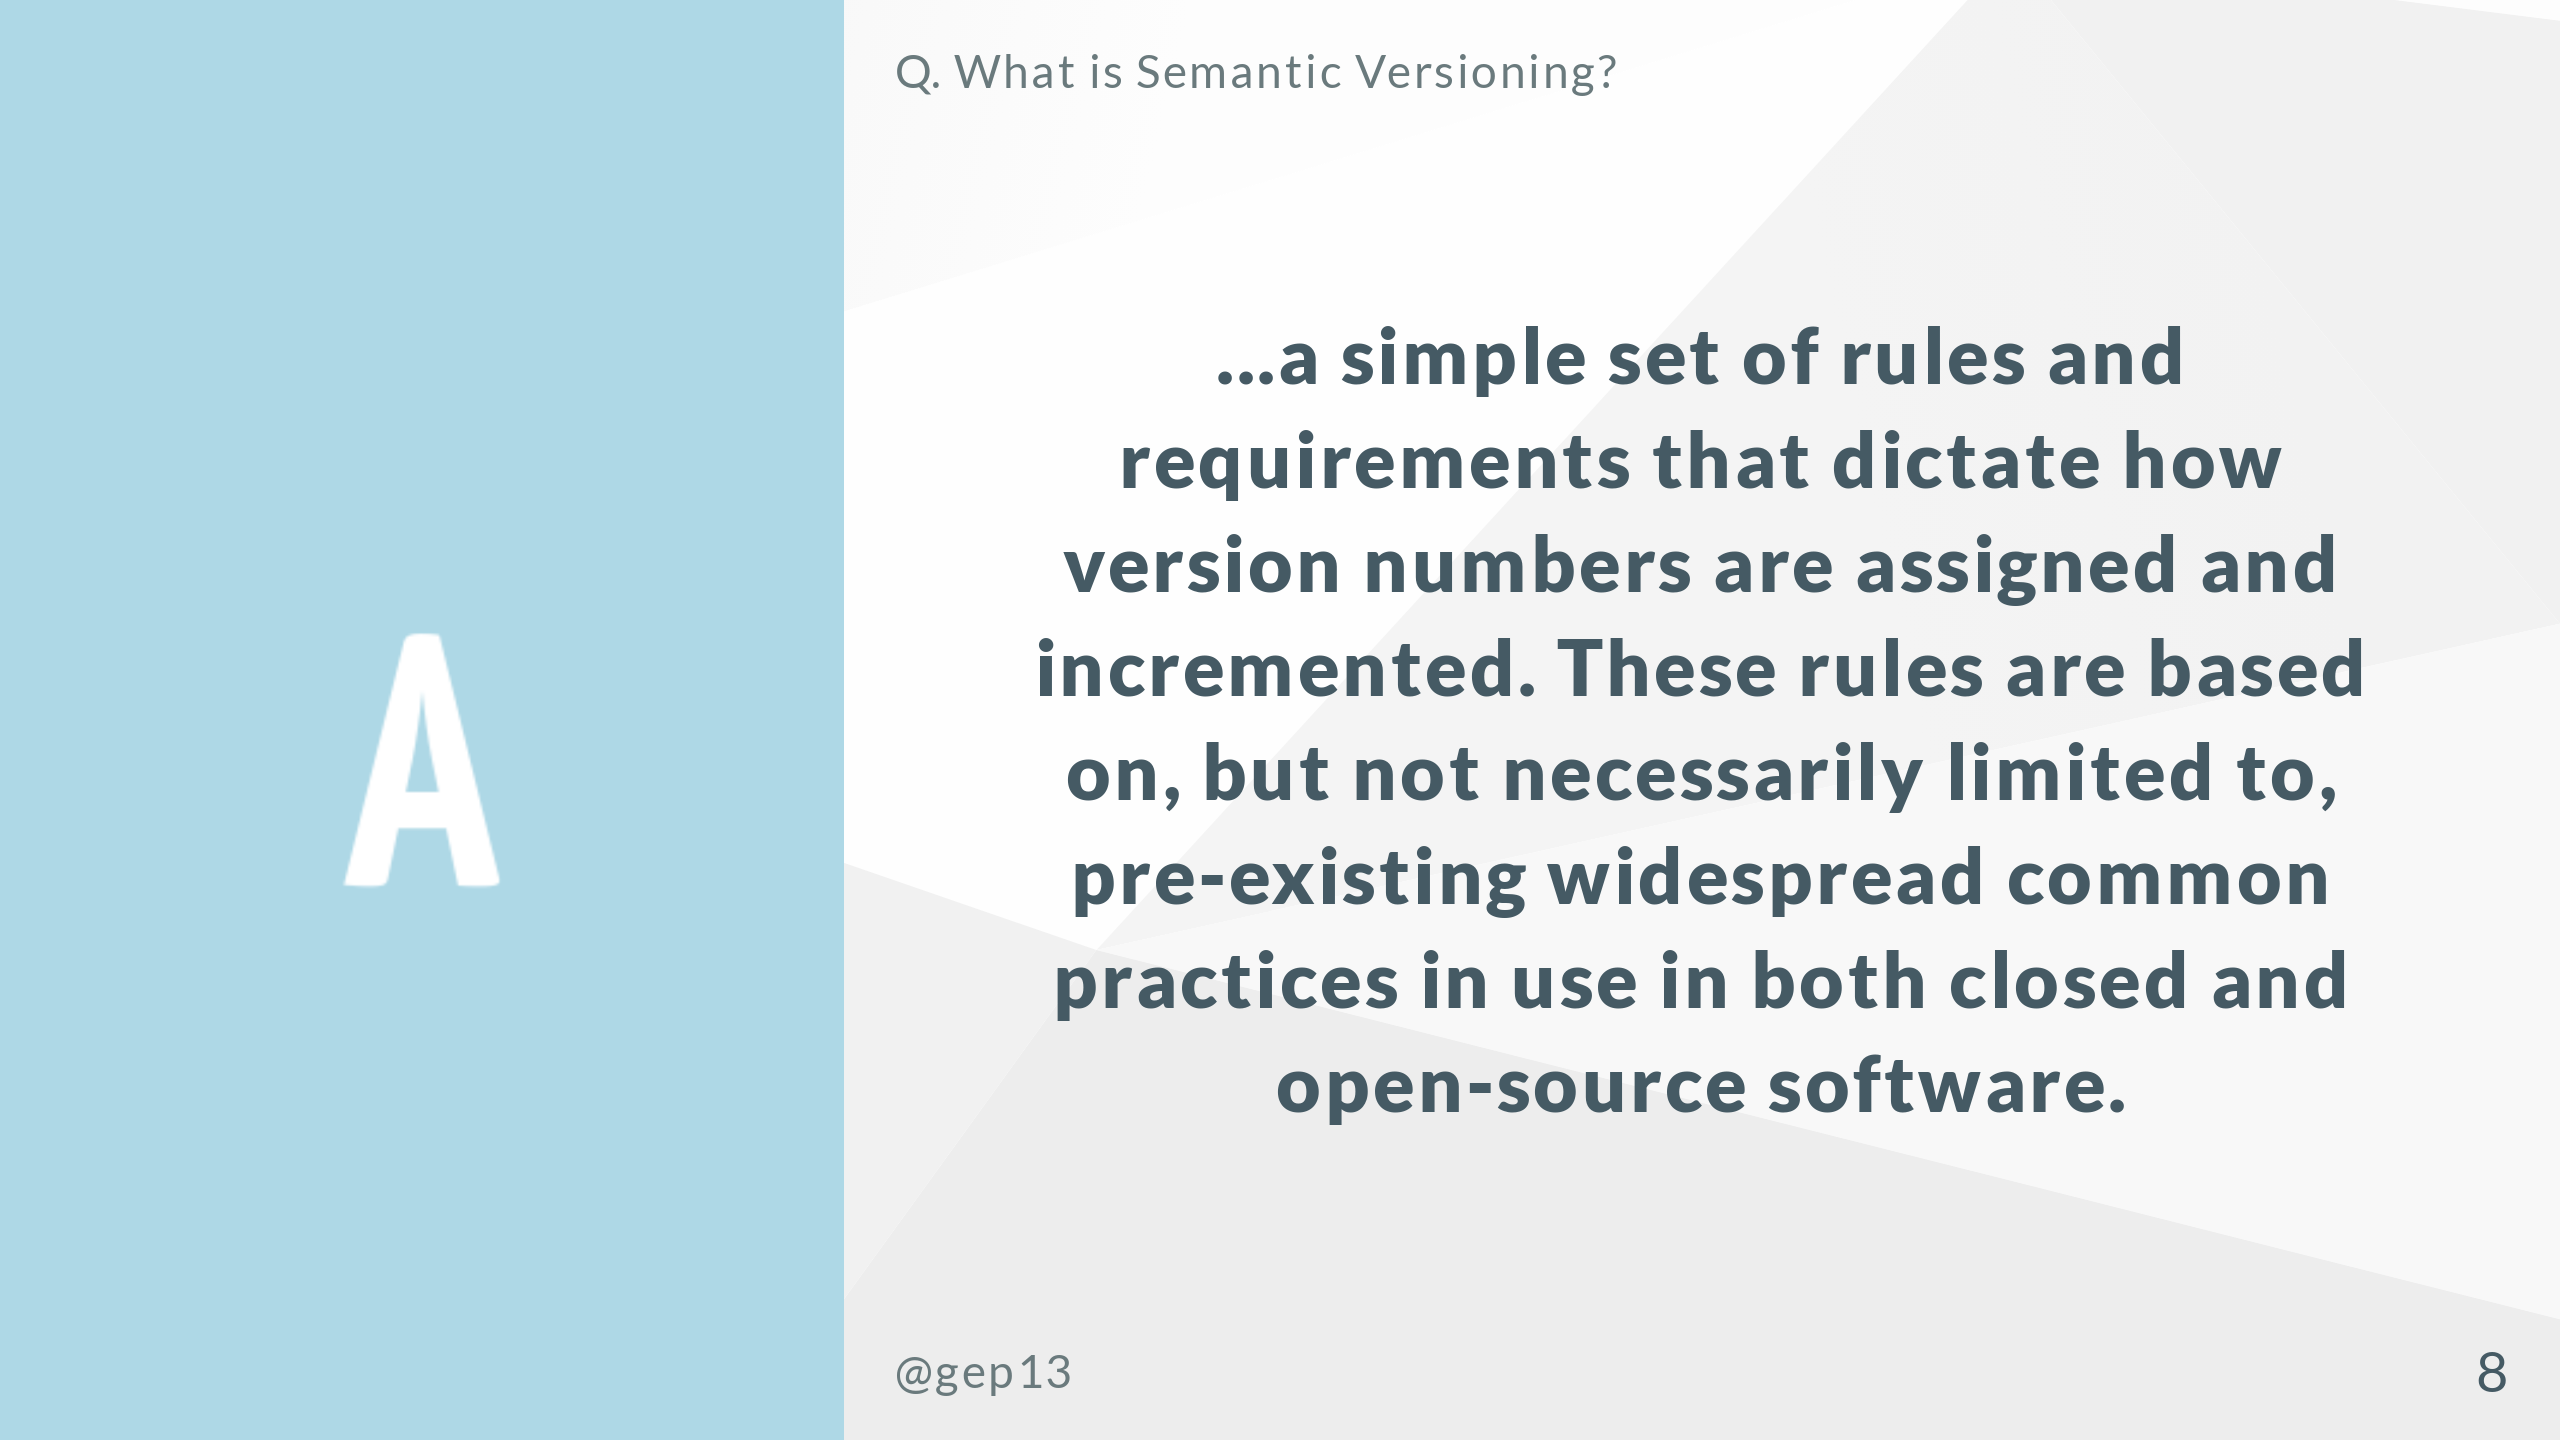 Q. What is Semantic Versioning?
A
...a simple set of rules and
requirements that dictate how
version numbers are assigned and
incremented. These rules are based
on, but not necessarily limited to,
pre-existing widespread common
practices in use in both closed and
open-source software.
@gep13
8